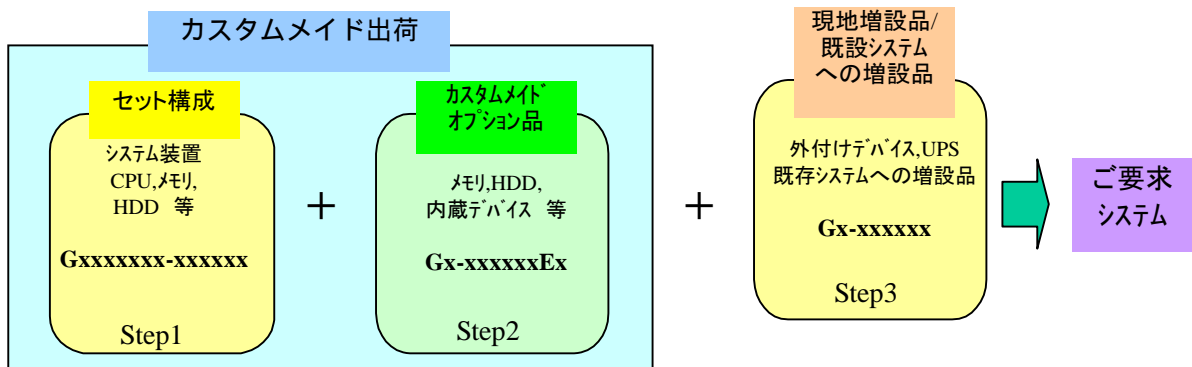 カスタムメイド出荷
セット構成
システム装置
CPU,メモリ,
HDD 等
Gxxxxxxx-xxxxxx
Step1
+
カスタムメイド
オプション品
メモリ,HDD,
内蔵デバイス 等
Gx-xxxxxxEx
Step2
+
現地増設品/
既設システム
への増設品
外付けデバイス,UPS
既存システムへの増設品
Gx-xxxxxx
Step3
ご要求
システム